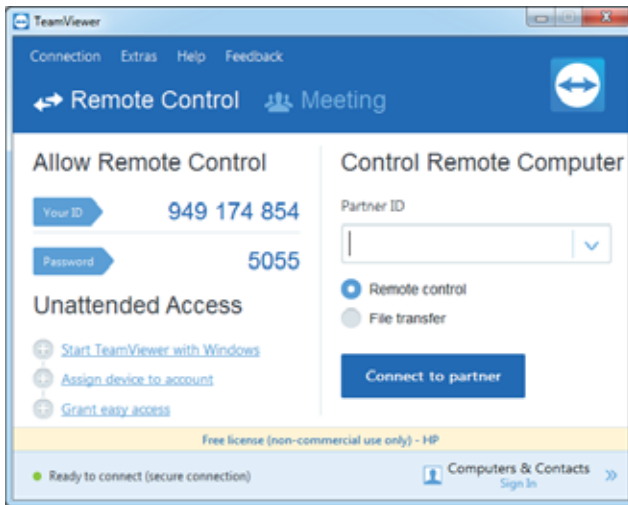 TeamViewer
Connection Extras Help Feedback
Remote Control Meeting
Allow Remote Control
Your ID 949 174 854
Password 5055
Unattended Access
Start TeamViewer with Windows
Assign device to account
Grant easy access
Control Remote Computer
Partner ID
Remote control
File transfer
Connect to partner
Free license (non-commercial use only) - HP
Ready to connect (secure connection)
Computers & Contacts
Sign In